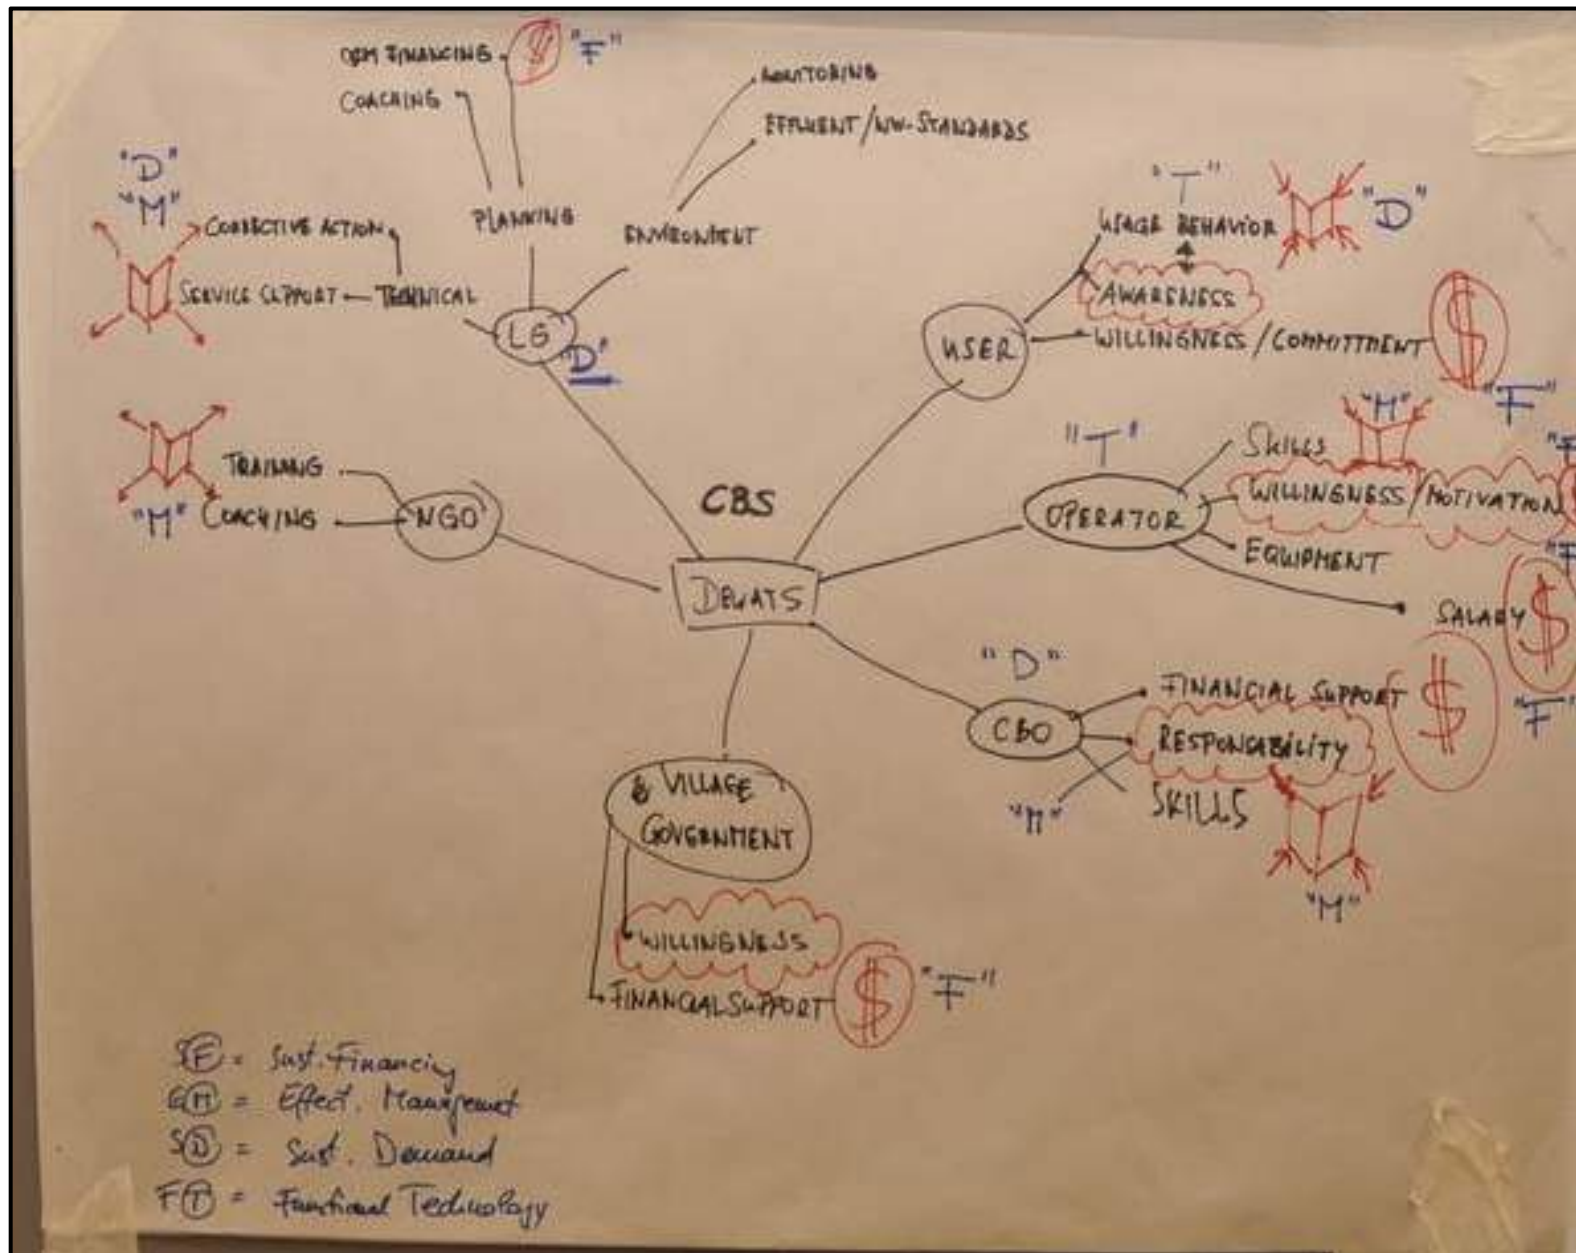 O&M FINANCING $ "F"
COACHING
MONITORING
EFFLUENT/WW-STANDARDS
"D"
"M"
CORRECTIVE ACTION
PLANNING
ENVIRONMENT
SERVICE SUPPORT
TECHNICAL
LG
"D"
"T"
USAGE BEHAVIOR
"D"
AWARENESS
USER
WILLINGNESS/COMMITTMENT $
"F"
TRAINING
"M" COACHING
NGO
CBS
DEWATS
"T"
OPERATOR
SKILLS
"M"
"F
WILLINGNESS/MOTIVATION
EQUIPMENT
"F
SALARY $
"F"
"D"
CBO
FINANCIAL SUPPORT $
RESPONSABILITY
"M"
SKILLS
"M"
VILLAGE
GOVERNMENT
WILLINGNESS
FINANCIAL SUPPORT $ "F"
SF = Sust. Financing
EM = Effect. Managemet
SD = Sust. Demand
FT = Functional Technology